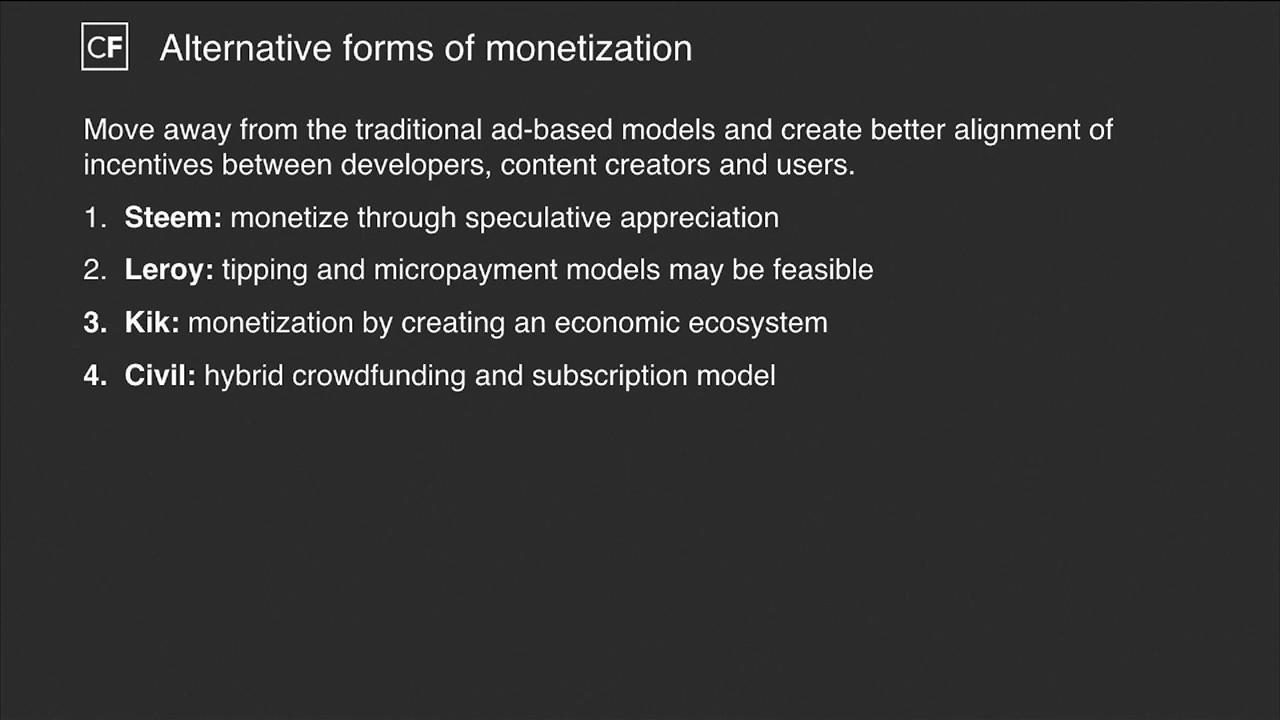 CF
Alternative forms of monetization
Move away from the traditional ad-based models and create better alignment of
incentives between developers, content creators and users.
1. Steem: monetize through speculative appreciation
2. Leroy: tipping and micropayment models may be feasible
3. Kik: monetization by creating an economic ecosystem
4. Civil: hybrid crowdfunding and subscription model